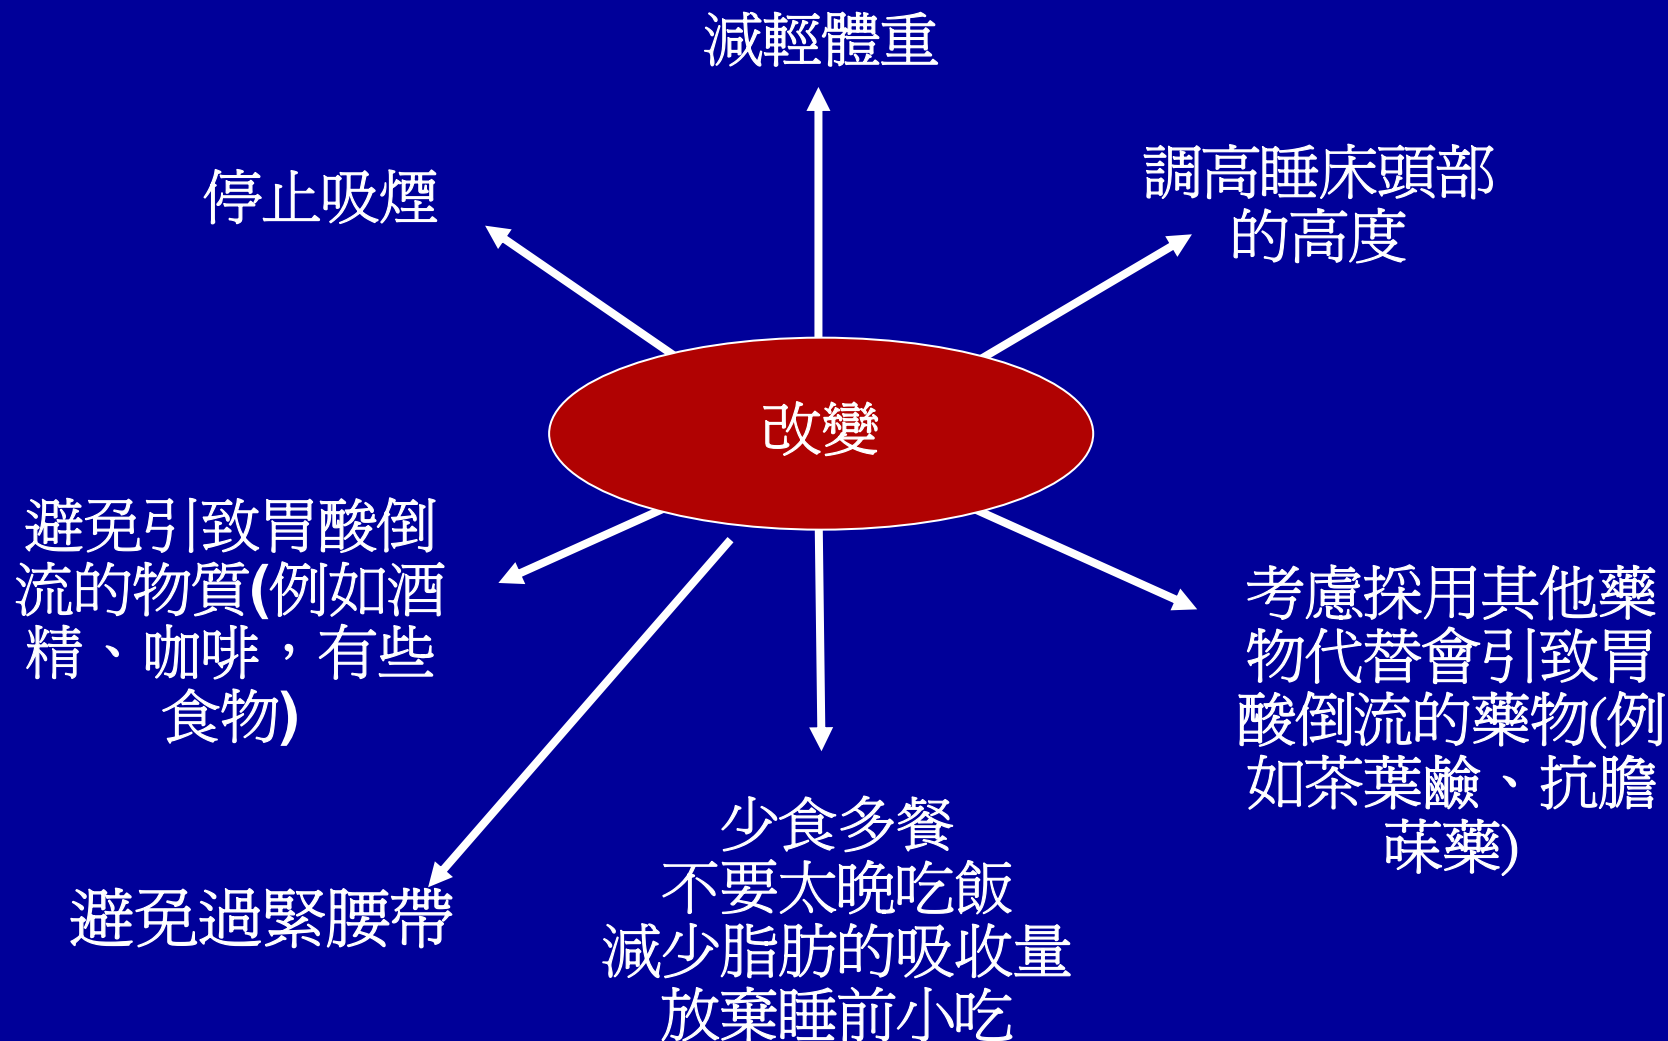 減輕體重
停止吸煙
調高睡床頭部
的高度
改變
避免引致胃酸倒
流的物質(例如酒
精、咖啡，有些
食物)
考慮採用其他藥
物代替會引致胃
酸倒流的藥物(例
如茶葉鹼、抗膽
菋藥)
避免過緊腰帶
少食多餐
不要太晚吃飯
減少脂肪的吸收量
放棄睡前小吃